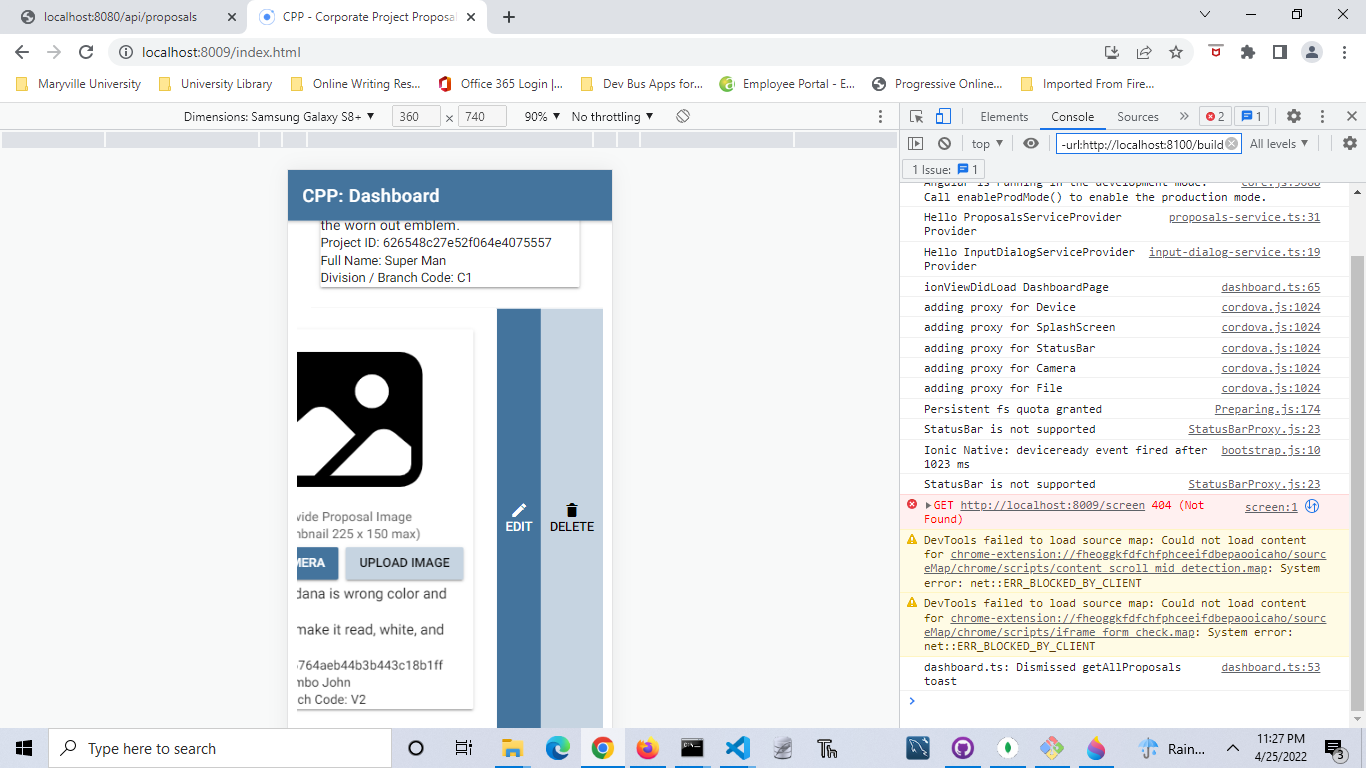 localhost:8080/api/proposals
CPP - Corporate Project Proposal
localhost:8009/index.html
Maryville University
University Library
Online Writing Res...
Office 365 Login |...
Dev Bus Apps for...
Employee Portal - E...
Progressive Online...
Imported From Fire...
Dimensions: Samsung Galaxy S8+ ▼ 360 × 740 90% ▼ No throttling ▼
Elements Console Sources » 2 1
top ▼ -url:http://localhost:8100/build All levels ▼
1 Issue: 1
CPP: Dashboard
the worn out emblem.
Project ID: 626548c27e52f064e4075557
Full Name: Super Man
Division / Branch Code: C1
vide Proposal Image
nbnail 225 x 150 max)
MERA UPLOAD IMAGE
dana is wrong color and
make it read, white, and
5764aeb44b3b443c18b1ff
mbo John
ch Code: V2
EDIT
DELETE
Angular is running in the development mode. core.js:5006
Call enableProdMode() to enable the production mode.
Hello ProposalsServiceProvider proposals-service.ts:31
Provider
Hello InputDialogServiceProvider input-dialog-service.ts:19
Provider
ionViewDidLoad DashboardPage dashboard.ts:65
adding proxy for Device cordova.js:1024
adding proxy for SplashScreen cordova.js:1024
adding proxy for StatusBar cordova.js:1024
adding proxy for Camera cordova.js:1024
adding proxy for File cordova.js:1024
Persistent fs quota granted Preparing.js:174
StatusBar is not supported StatusBarProxy.js:23
Ionic Native: deviceready event fired after bootstrap.js:10
1023 ms
StatusBar is not supported StatusBarProxy.js:23
GET http://localhost:8009/screen 404 (Not screen:1
Found)
DevTools failed to load source map: Could not load content
for chrome-extension://fheoggkfdfchfphceeifdbepaooicaho/sourc
eMap/chrome/scripts/content_scroll_mid_detection.map: System
error: net::ERR_BLOCKED_BY_CLIENT
DevTools failed to load source map: Could not load content
for chrome-extension://fheoggkfdfchfphceeifdbepaooicaho/sourc
eMap/chrome/scripts/iframe_form_check.map: System error:
net::ERR_BLOCKED_BY_CLIENT
dashboard.ts: Dismissed getAllProposals dashboard.ts:53
toast
Type here to search
Th
Rain...
11:27 PM
4/25/2022
3